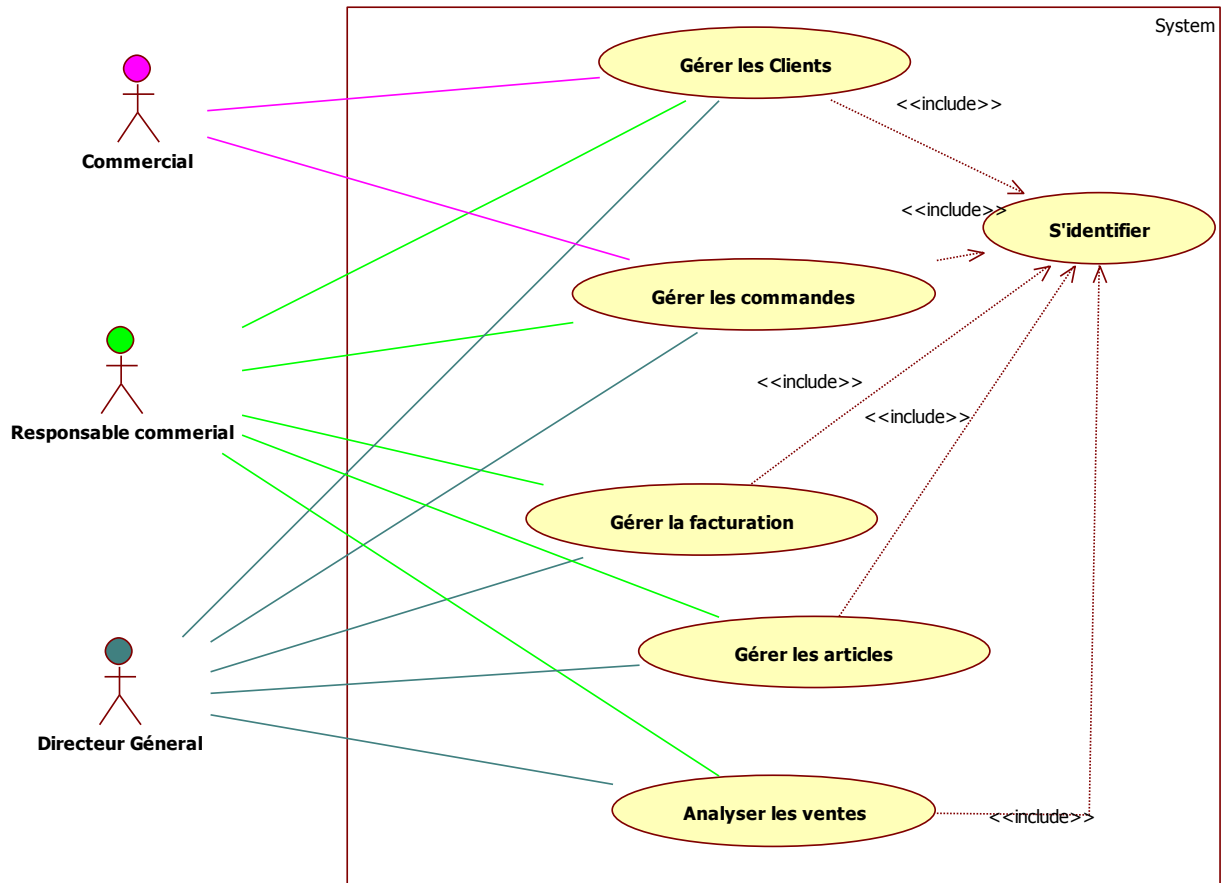 System
Gérer les Clients
<<include>>
Commercial
<<include>>
S'identifier
Gérer les commandes
<<include>>
<<include>>
Responsable commerial
Gérer la facturation
Gérer les articles
Directeur Géneral
Analyser les ventes
<<include>>